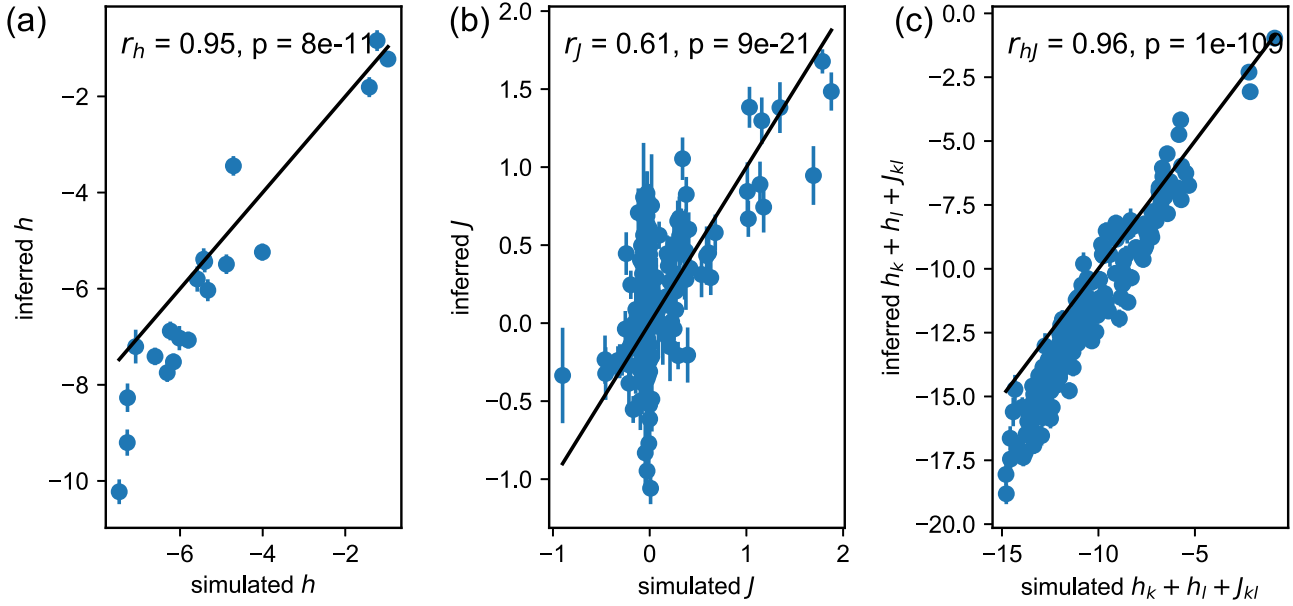 (a)
r_h = 0.95, p = 8e-11
−2
−4
−6
−8
−10
inferred h
−6
−4
−2
simulated h
(b)
r_J = 0.61, p = 9e-21
2.0
1.5
1.0
0.5
0.0
−0.5
−1.0
inferred J
−1
0
1
2
simulated J
(c)
r_hJ = 0.96, p = 1e-109
0.0
−2.5
−5.0
−7.5
−10.0
−12.5
−15.0
−17.5
−20.0
inferred h_k + h_l + J_kl
−15
−10
−5
simulated h_k + h_l + J_kl